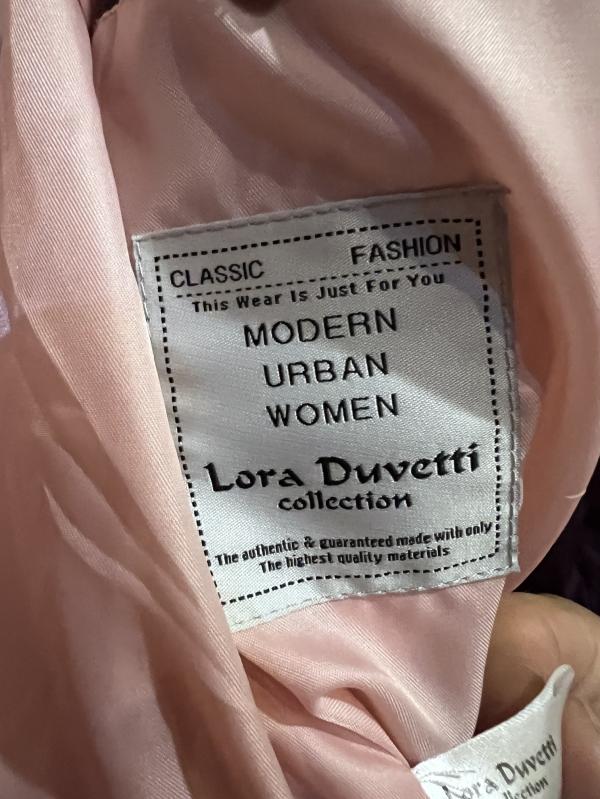 CLASSIC FASHION
This Wear Is Just For You
MODERN
URBAN
WOMEN
Lora Duvetti
collection
The authentic & guaranteed made with only
The highest quality materials
Lora Duvetti
collection